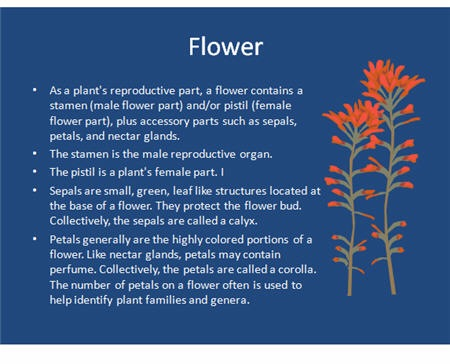 Flower
• As a plant's reproductive part, a flower contains a
stamen (male flower part) and/or pistil (female
flower part), plus accessory parts such as sepals,
petals, and nectar glands.
• The stamen is the male reproductive organ.
• The pistil is a plant's female part. I
• Sepals are small, green, leaf like structures located at
the base of a flower. They protect the flower bud.
Collectively, the sepals are called a calyx.
• Petals generally are the highly colored portions of a
flower. Like nectar glands, petals may contain
perfume. Collectively, the petals are called a corolla.
The number of petals on a flower often is used to
help identify plant families and genera.